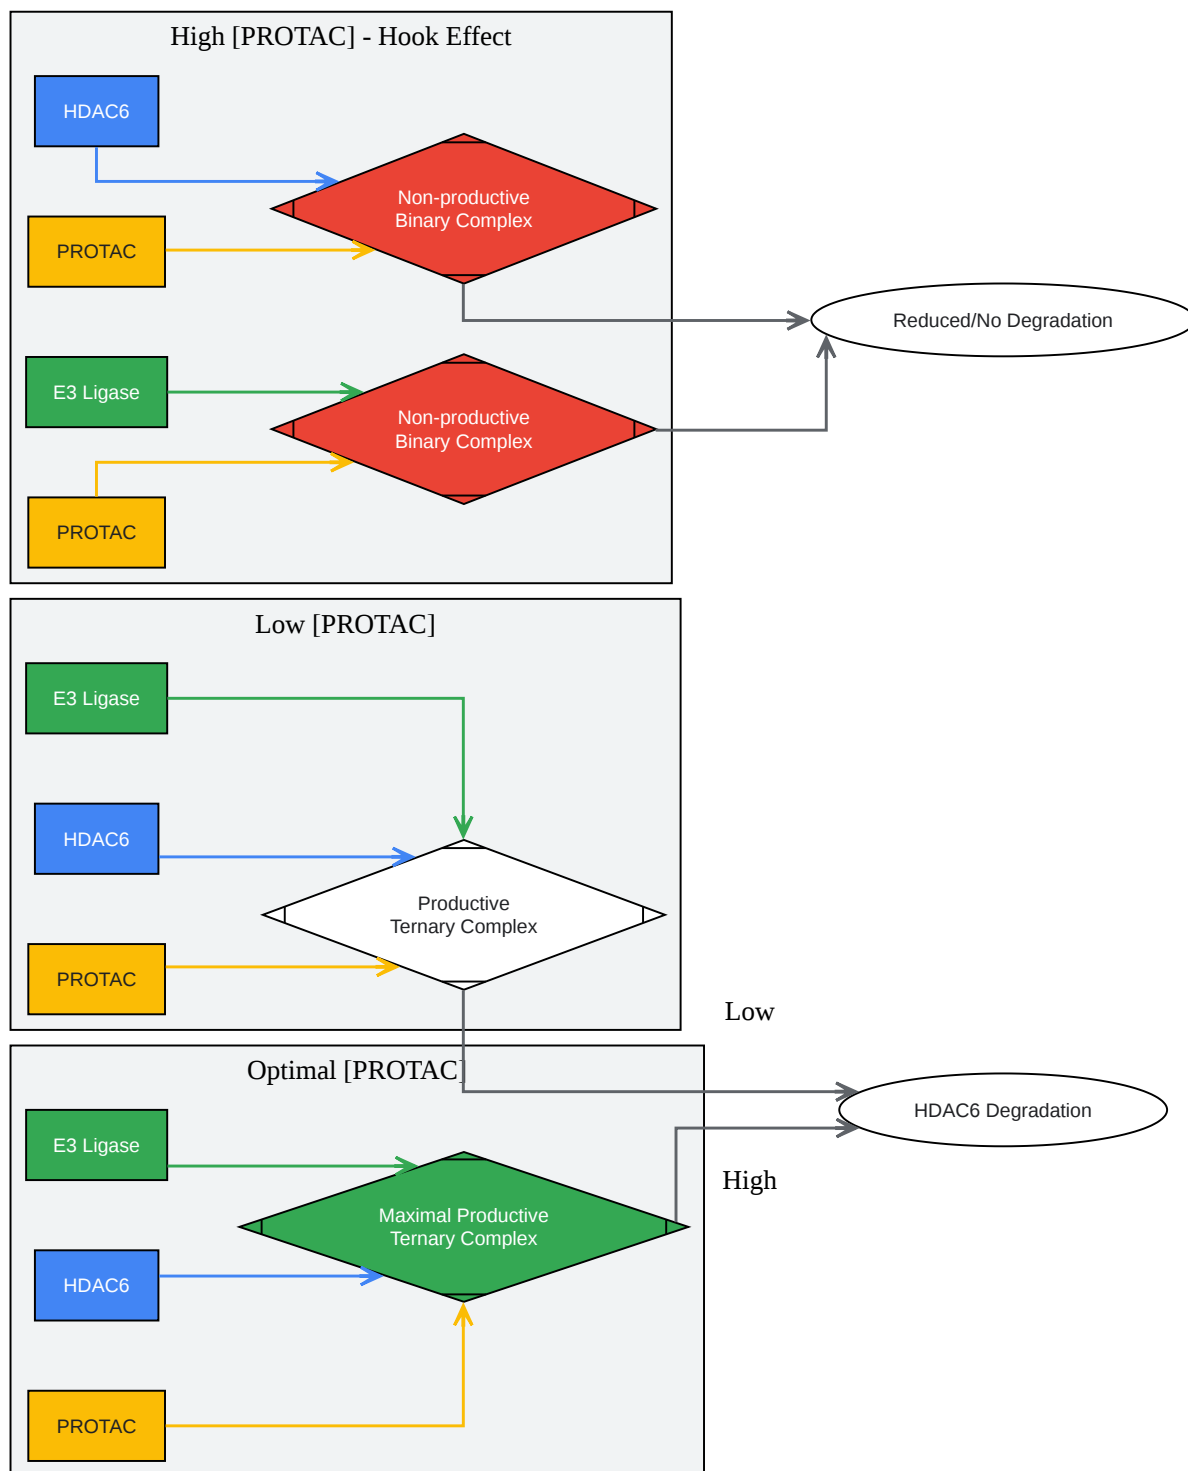 High [PROTAC] - Hook Effect
HDAC6
Non-productive
Binary Complex
PROTAC
Reduced/No Degradation
E3 Ligase
Non-productive
Binary Complex
PROTAC
Low [PROTAC]
E3 Ligase
HDAC6
Productive
Ternary Complex
PROTAC
Low
Optimal [PROTAC]
HDAC6 Degradation
E3 Ligase
High
Maximal Productive
Ternary Complex
HDAC6
PROTAC